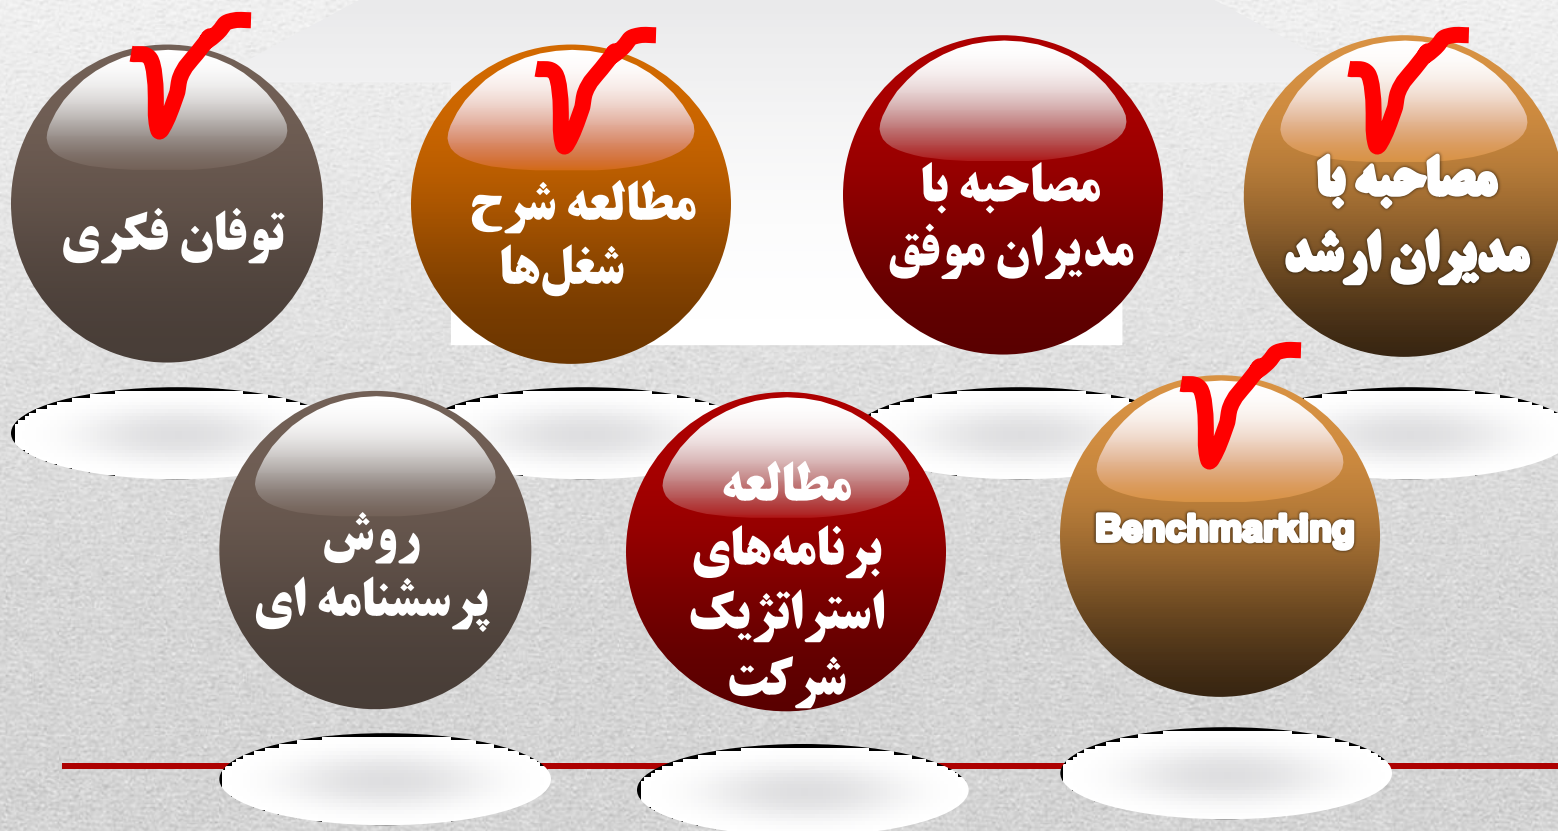 مصاحبه با
مدیران ارشد
مصاحبه با
مدیران موفق
مطالعه شرح
شغل‌ها
توفان فکری
Benchmarking
مطالعه
برنامه‌های
استراتژیک
شرکت
روش
پرسشنامه ای